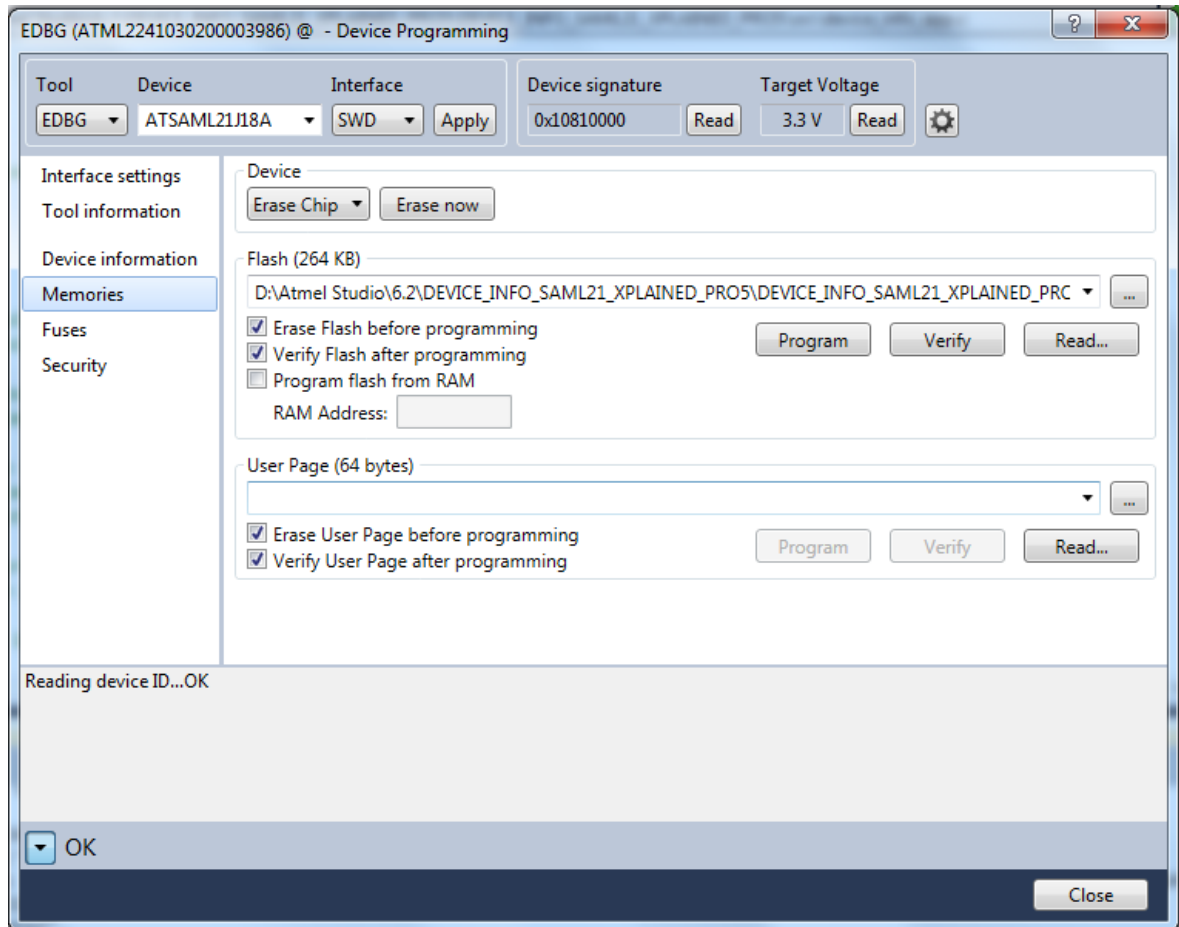 EDBG (ATML2241030200003986) @  - Device Programming
Tool Device Interface Device signature Target Voltage
EDBG ATSAML21J18A SWD Apply 0x10810000 Read 3.3 V Read
Interface settings
Tool information
Device information
Memories
Fuses
Security
Device
Erase Chip Erase now
Flash (264 KB)
D:\Atmel Studio\6.2\DEVICE_INFO_SAML21_XPLAINED_PRO5\DEVICE_INFO_SAML21_XPLAINED_PRC ...
Erase Flash before programming
Verify Flash after programming
Program Verify Read...
Program flash from RAM
RAM Address:
User Page (64 bytes)
...
Erase User Page before programming
Verify User Page after programming
Program Verify Read...
Reading device ID...OK
OK
Close